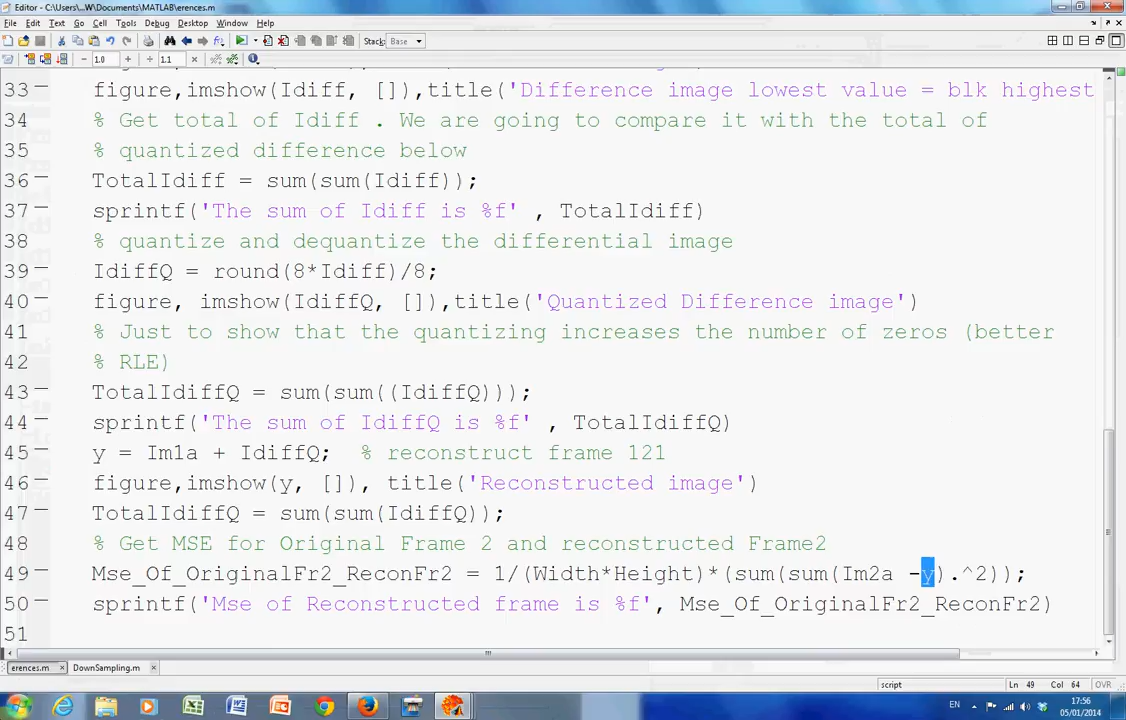 Editor - C:\Users\W\Documents\MATLAB\erences.m
File Edit Text Go Cell Tools Debug Desktop Window Help
Stack: Base
− 1.0 + ÷ 1.1 ×
33 figure,imshow(Idiff, []),title('Difference image lowest value = blk highest
34 % Get total of Idiff . We are going to compare it with the total of
35 % quantized difference below
36 TotalIdiff = sum(sum(Idiff));
37 sprintf('The sum of Idiff is %f' , TotalIdiff)
38 % quantize and dequantize the differential image
39 IdiffQ = round(8*Idiff)/8;
40 figure, imshow(IdiffQ, []),title('Quantized Difference image')
41 % Just to show that the quantizing increases the number of zeros (better
42 % RLE)
43 TotalIdiffQ = sum(sum((IdiffQ)));
44 sprintf('The sum of IdiffQ is %f' , TotalIdiffQ)
45 y = Im1a + IdiffQ; % reconstruct frame 121
46 figure,imshow(y, []), title('Reconstructed image')
47 TotalIdiffQ = sum(sum(IdiffQ));
48 % Get MSE for Original Frame 2 and reconstructed Frame2
49 Mse_Of_OriginalFr2_ReconFr2 = 1/(Width*Height)*(sum(sum(Im2a -y).^2));
50 sprintf('Mse of Reconstructed frame is %f', Mse_Of_OriginalFr2_ReconFr2)
51
erences.m × DownSampling.m ×
script Ln 49 Col 64 OVR
EN 17:56
05/01/2014